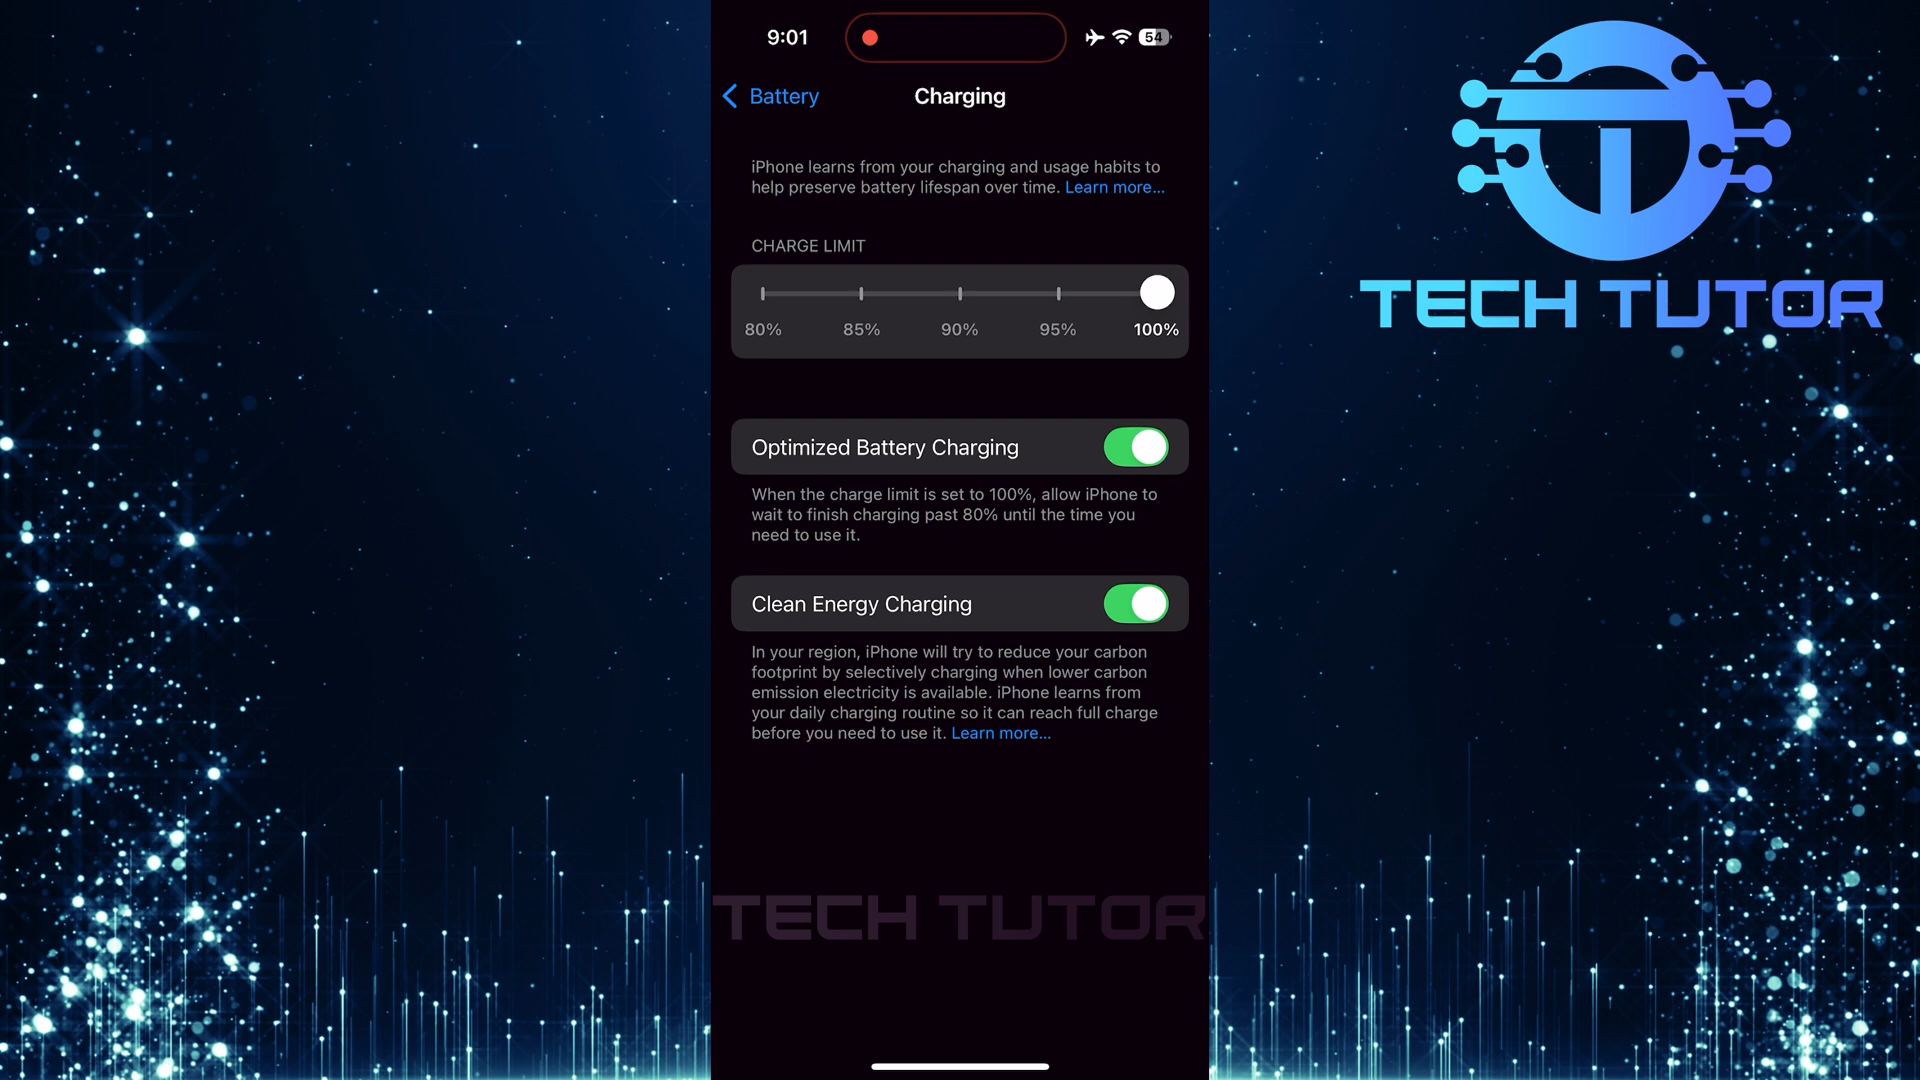 9:01
54
Battery
Charging
iPhone learns from your charging and usage habits to
help preserve battery lifespan over time. Learn more...
CHARGE LIMIT
80% 85% 90% 95% 100%
Optimized Battery Charging
When the charge limit is set to 100%, allow iPhone to
wait to finish charging past 80% until the time you
need to use it.
Clean Energy Charging
In your region, iPhone will try to reduce your carbon
footprint by selectively charging when lower carbon
emission electricity is available. iPhone learns from
your daily charging routine so it can reach full charge
before you need to use it. Learn more...
TECH TUTOR
TECH TUTOR